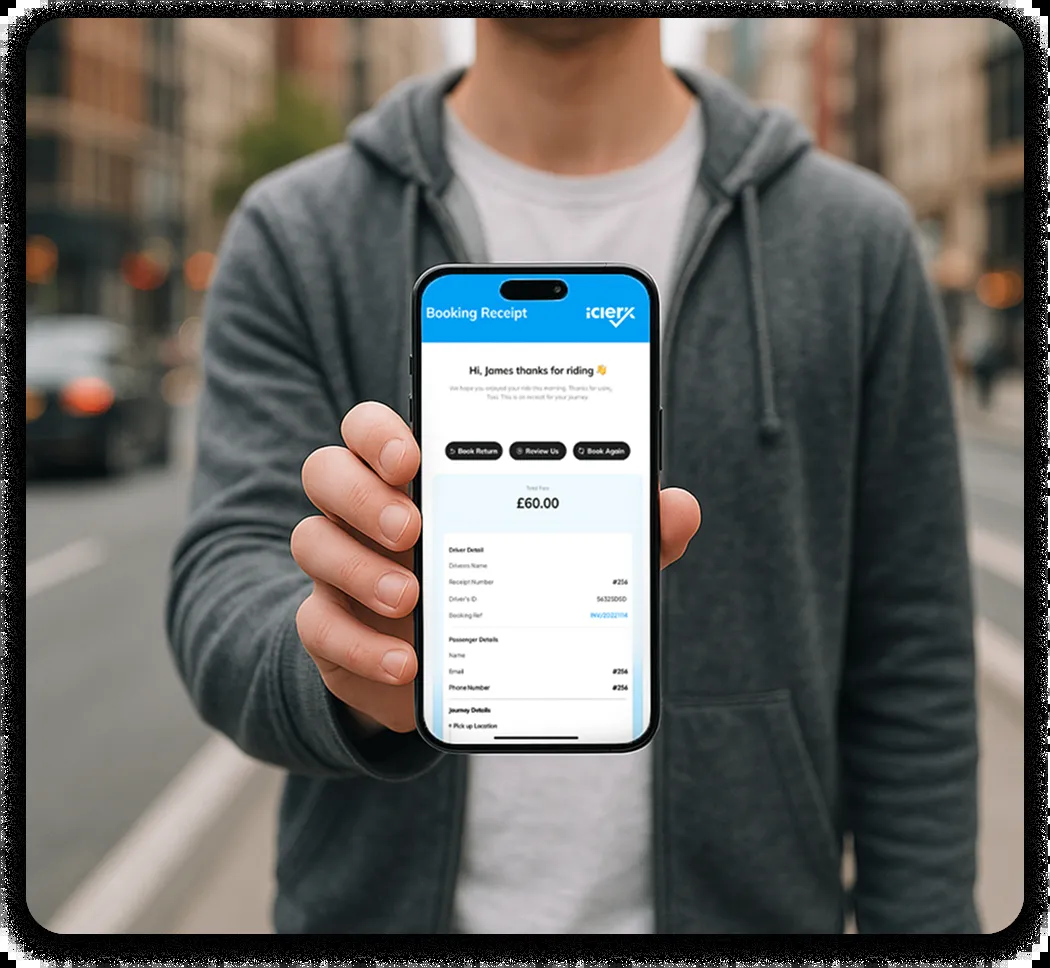 Booking Receipt
iclerk
Hi, James thanks for riding 👋
We hope you enjoyed your ride this morning. Thanks for using
Taxi. This is an receipt for your journey.
Book Return Review Us Book Again
Total Fare
£60.00
Driver Detail
Drivers Name
Receipt Number #256
Driver's ID
Booking Ref INV/2022/114
Passenger Details
Name
Email #256
Phone Number #256
Journey Details
Pick up Location